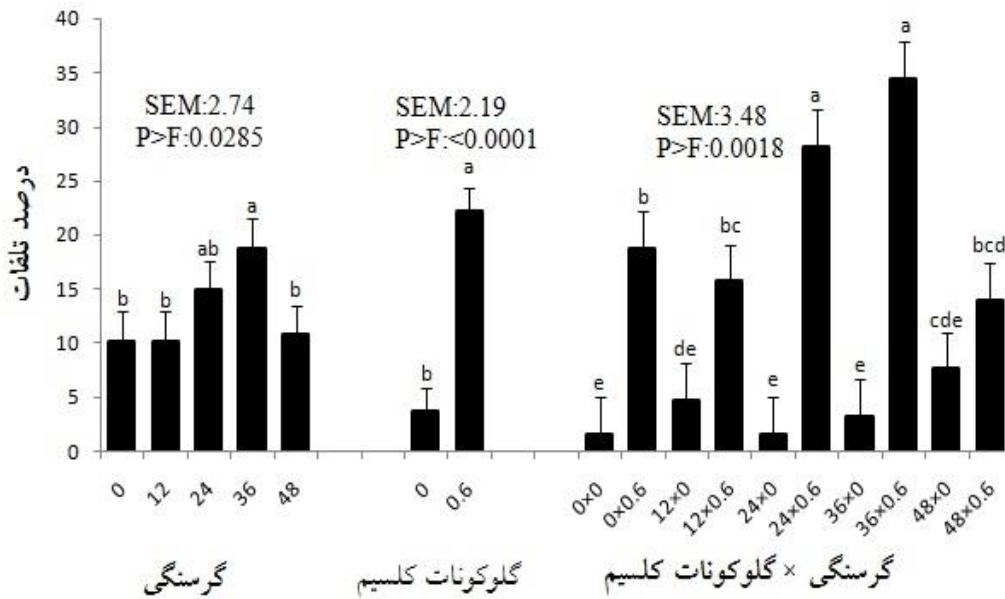 درصد تلفات
40
35
30
25
20
15
10
5
0
SEM:2.74
P>F:0.0285
b
b
ab
a
b
SEM:2.19
P>F:<0.0001
b
a
SEM:3.48
P>F:0.0018
e
b
de
bc
e
a
e
a
cde
bcd
0 12 24 36 48
0 0.6
0×0 0×0.6 12×0 12×0.6 24×0 24×0.6 36×0 36×0.6 48×0 48×0.6
گرسنگی
گلوکونات کلسیم
گرسنگی × گلوکونات کلسیم